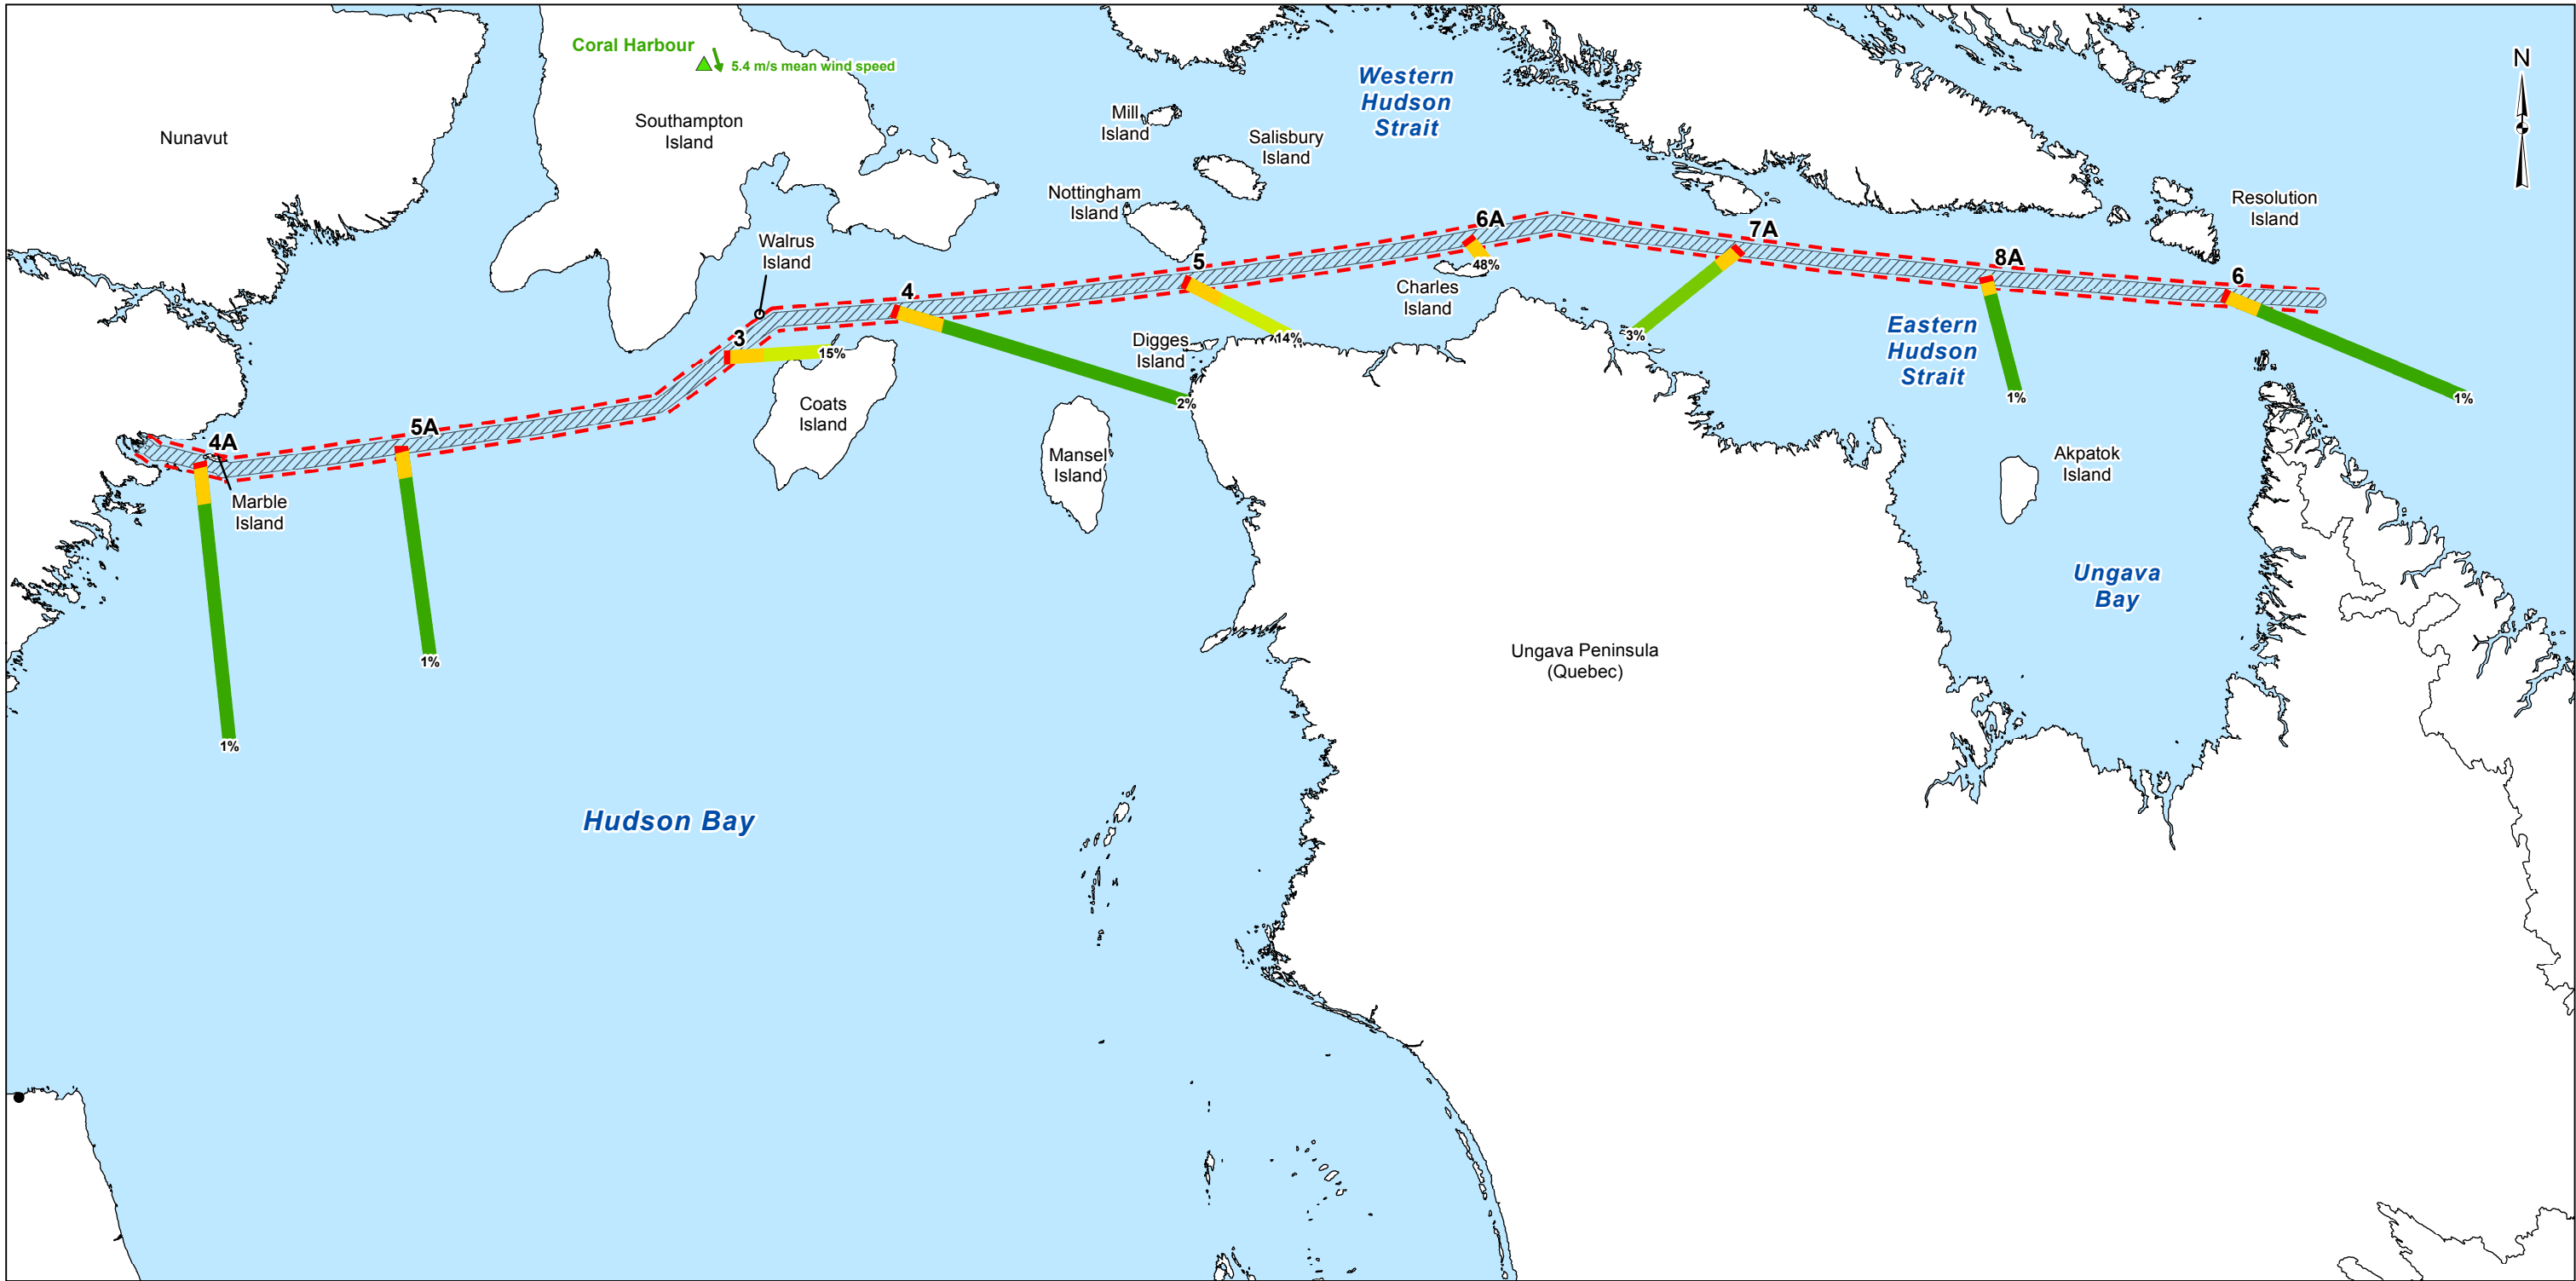 Coral Harbour
5.4 m/s mean wind speed
N
Western
Hudson
Strait
Nunavut
Southampton
Island
Mill
Island
Salisbury
Island
Nottingham
Island
Resolution
Island
Walrus
Island
6A
7A
8A
5
6
4
3
48%
Charles
Island
3%
14%
15%
Digges
Island
Eastern
Hudson
Strait
2%
1%
1%
Coats
Island
5A
4A
Mansel
Island
Akpatok
Island
Marble
Island
Ungava
Bay
1%
1%
Ungava Peninsula
(Quebec)
Hudson Bay